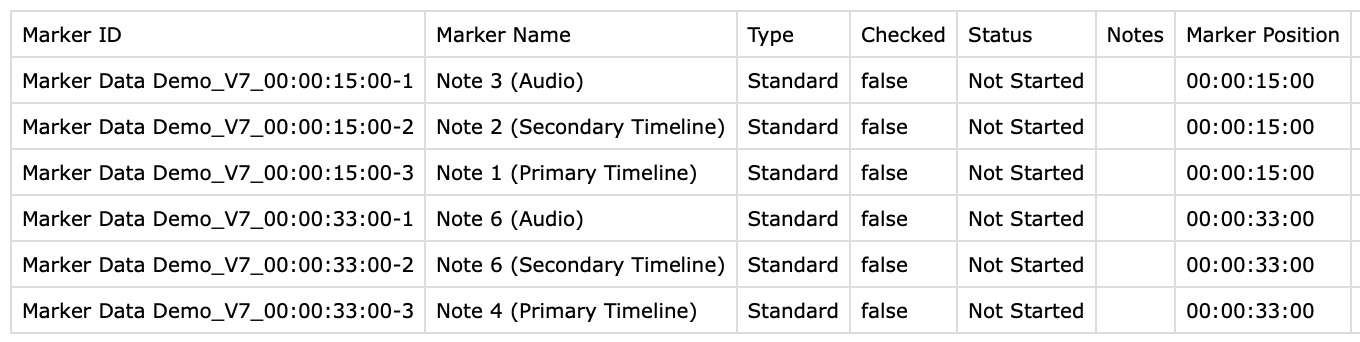 Marker ID Marker Name Type Checked Status Notes Marker Position
Marker Data Demo_V7_00:00:15:00-1 Note 3 (Audio) Standard false Not Started 00:00:15:00
Marker Data Demo_V7_00:00:15:00-2 Note 2 (Secondary Timeline) Standard false Not Started 00:00:15:00
Marker Data Demo_V7_00:00:15:00-3 Note 1 (Primary Timeline) Standard false Not Started 00:00:15:00
Marker Data Demo_V7_00:00:33:00-1 Note 6 (Audio) Standard false Not Started 00:00:33:00
Marker Data Demo_V7_00:00:33:00-2 Note 6 (Secondary Timeline) Standard false Not Started 00:00:33:00
Marker Data Demo_V7_00:00:33:00-3 Note 4 (Primary Timeline) Standard false Not Started 00:00:33:00